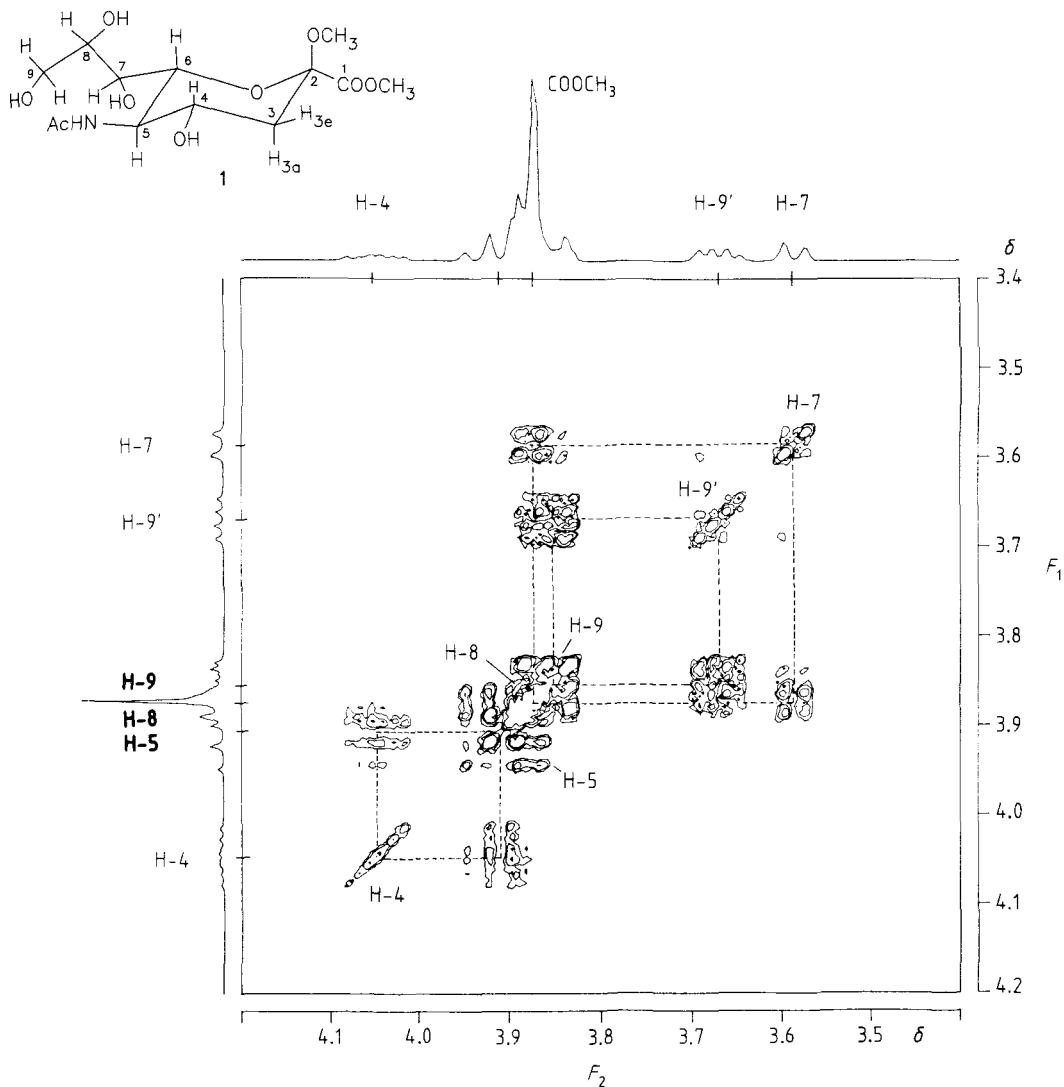 H OH
H 8 H OCH3
9 7 6 1
H O 2 COOCH3
HO H H HO H 4 3 H3e
AcHN 5 OH
H H3a
1
COOCH3
H-4 H-9' H-7
δ
3.4
3.5
H-7 H-7 3.6
H-9' H-9' 3.7
F1
3.8
H-9 H-8 H-9
H-8 3.9
H-5 H-5
4.0
H-4 H-4
4.1
4.2
4.1 4.0 3.9 3.8 3.7 3.6 3.5 δ
F2